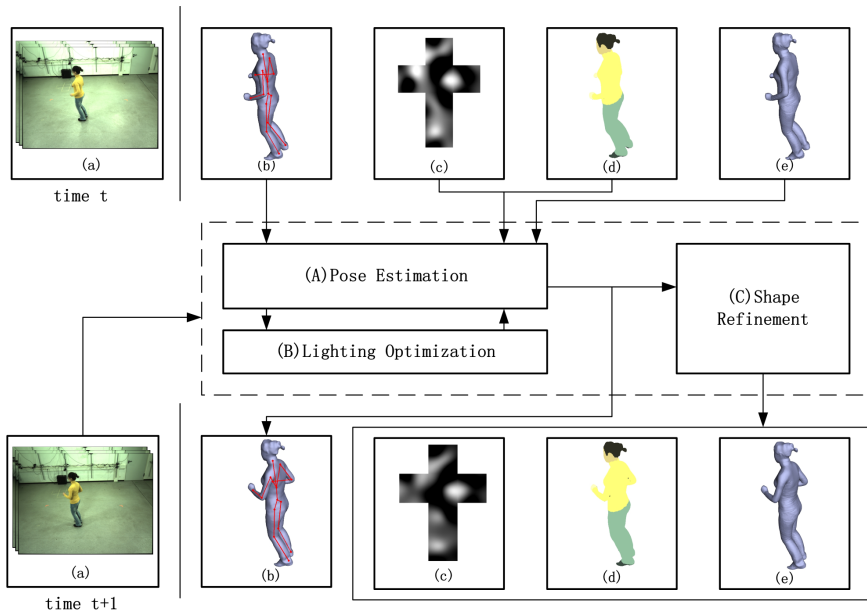 (a)
(b)
(c)
(d)
(e)
time t
(A)Pose Estimation
(C)Shape
Refinement
(B)Lighting Optimization
(a)
(b)
(c)
(d)
(e)
time t+1